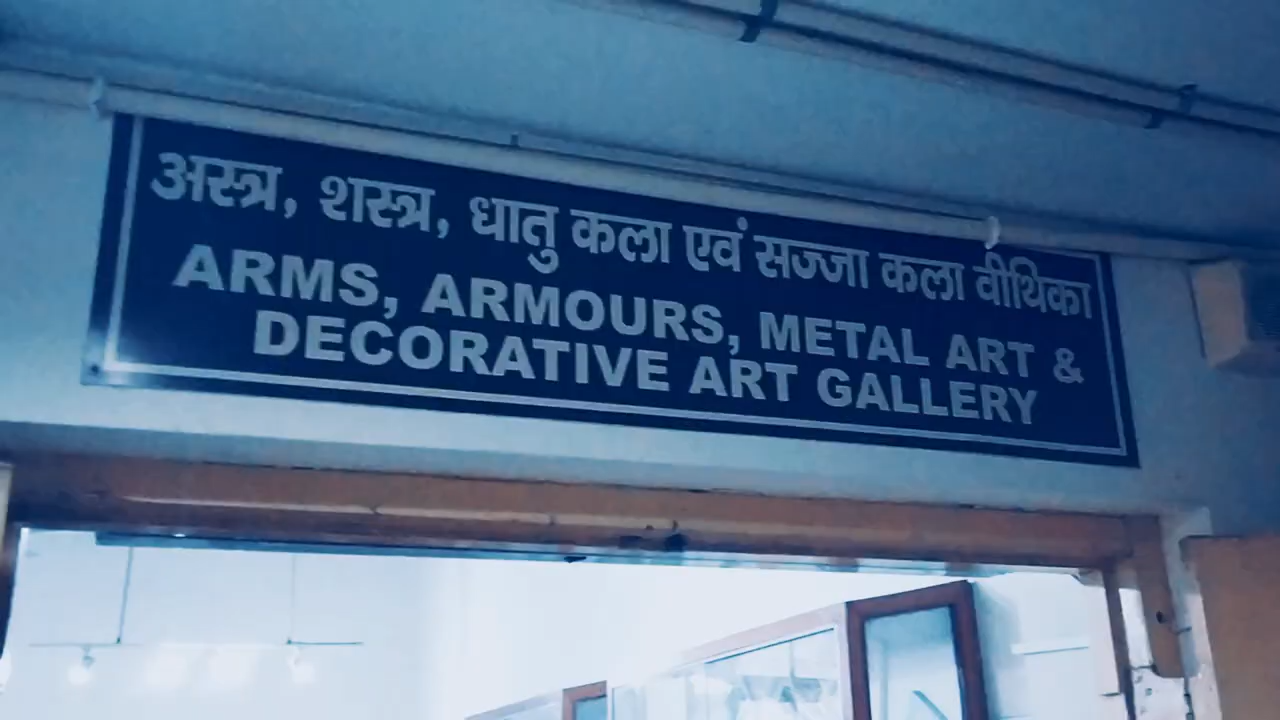 अस्त्र, शस्त्र, धातु कला एवं सज्जा कला वीथिका
ARMS, ARMOURS, METAL ART &
DECORATIVE ART GALLERY